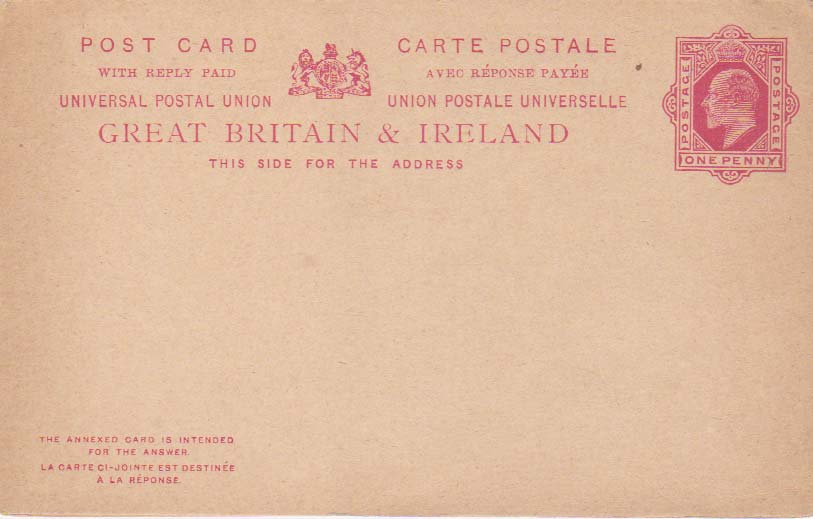 POST CARD
CARTE POSTALE
WITH REPLY PAID
AVEC RÉPONSE PAYÉE
UNIVERSAL POSTAL UNION
UNION POSTALE UNIVERSELLE
GREAT BRITAIN & IRELAND
THIS SIDE FOR THE ADDRESS
POSTAGE
POSTAGE
ONE PENNY
THE ANNEXED CARD IS INTENDED
FOR THE ANSWER.
LA CARTE CI-JOINTE EST DESTINÉE
À LA RÉPONSE.